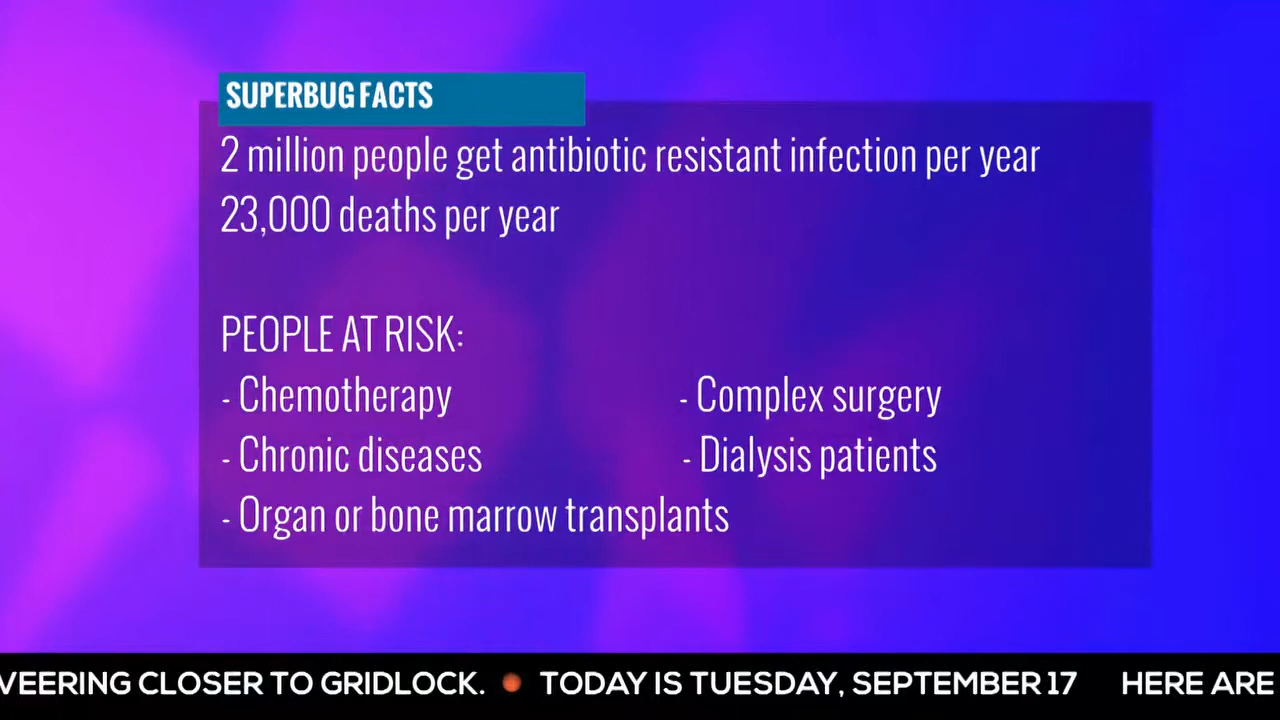 SUPERBUG FACTS
2 million people get antibiotic resistant infection per year
23,000 deaths per year
PEOPLE AT RISK:
- Chemotherapy
- Chronic diseases
- Organ or bone marrow transplants
- Complex surgery
- Dialysis patients
VEERING CLOSER TO GRIDLOCK. ● TODAY IS TUESDAY, SEPTEMBER 17 HERE ARE